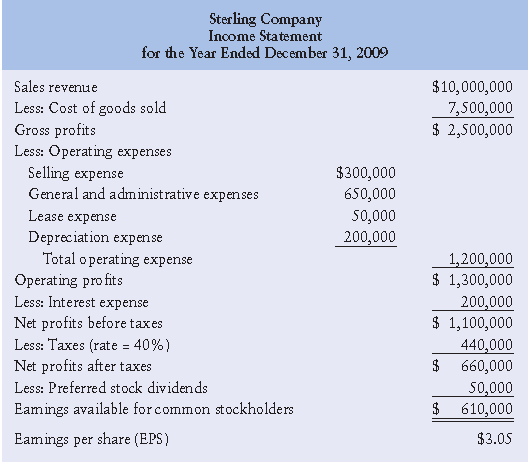 Sterling Company
Income Statement
for the Year Ended December 31, 2009
Sales revenue $10,000,000
Less: Cost of goods sold 7,500,000
Gross profits $ 2,500,000
Less: Operating expenses
Selling expense $300,000
General and administrative expenses 650,000
Lease expense 50,000
Depreciation expense 200,000
Total operating expense 1,200,000
Operating profits $ 1,300,000
Less: Interest expense 200,000
Net profits before taxes $ 1,100,000
Less: Taxes (rate = 40%) 440,000
Net profits after taxes $ 660,000
Less: Preferred stock dividends 50,000
Earnings available for common stockholders $ 610,000
Earnings per share (EPS) $3.05